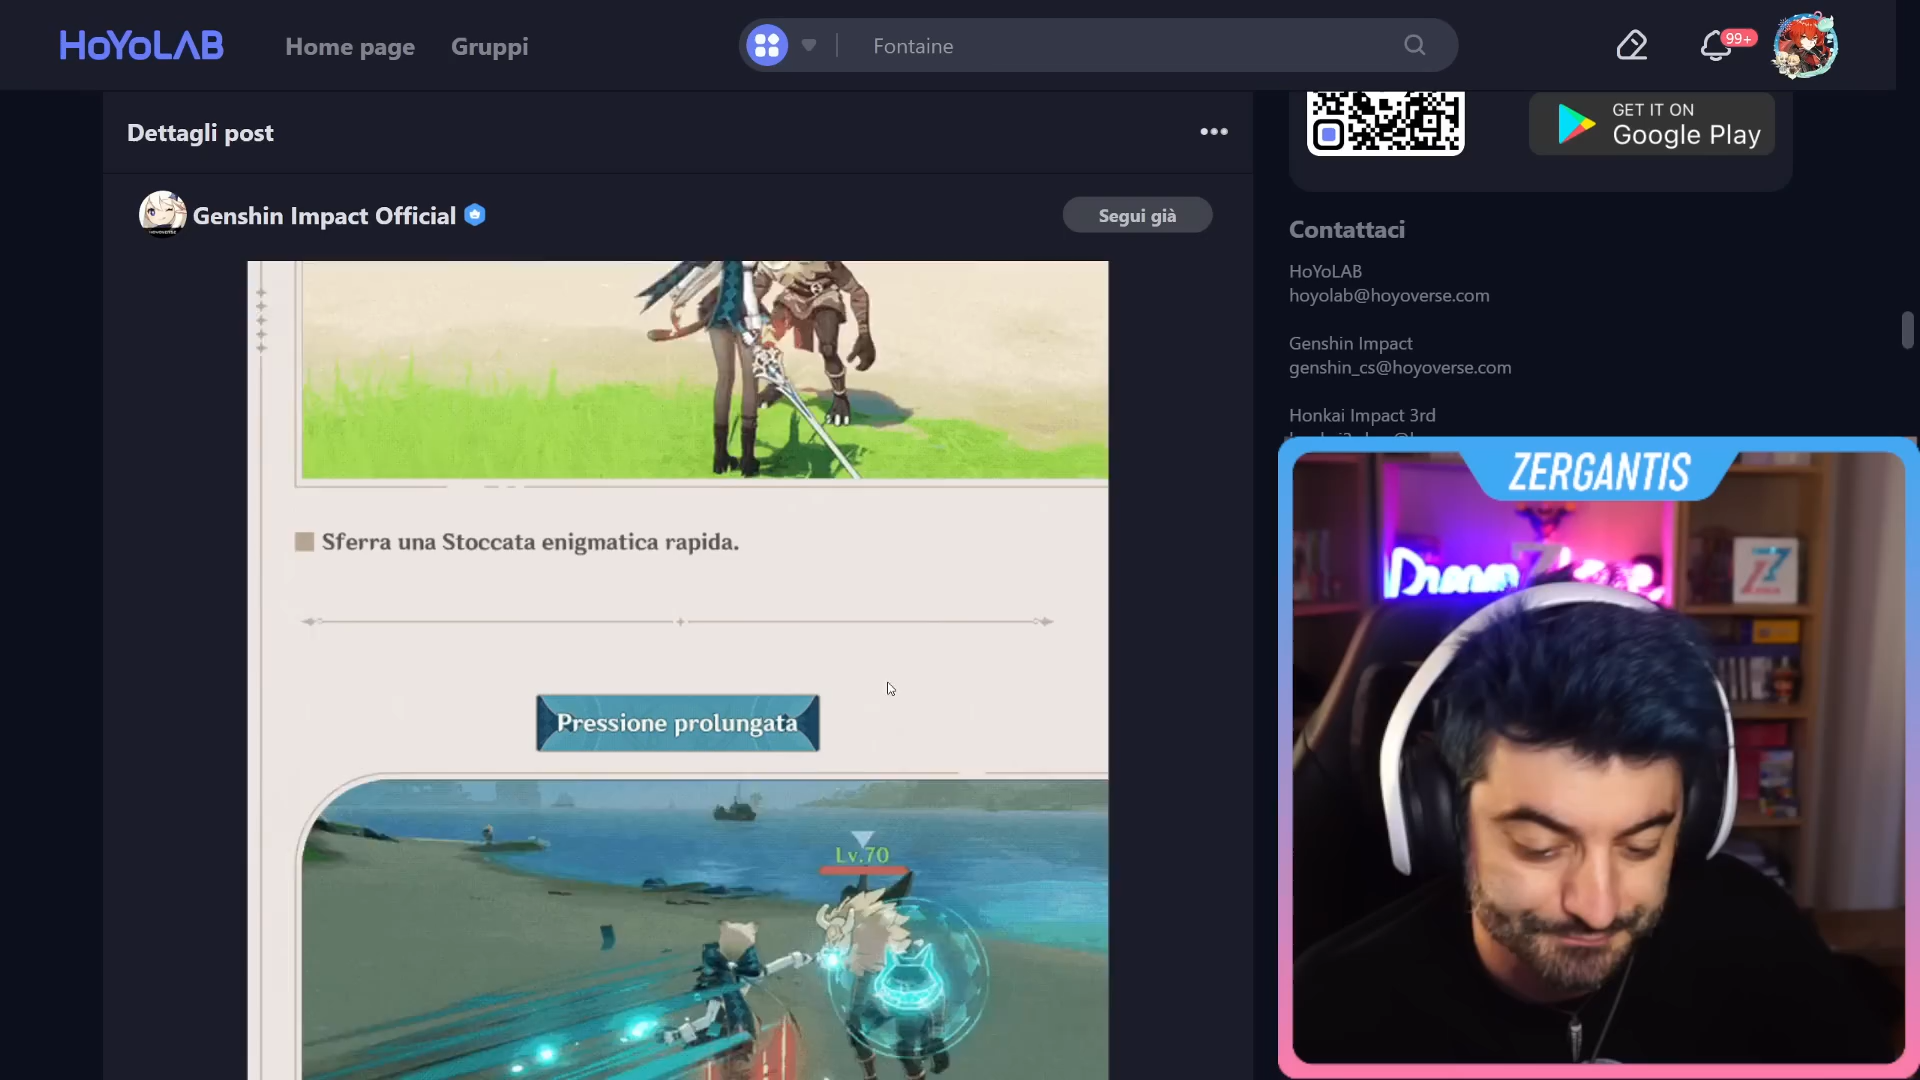 HoYoLAB
Home page
Gruppi
Fontaine
99+
Dettagli post
GET IT ON
Google Play
Genshin Impact Official
Segui già
Contattaci
HoYoLAB
hoyolab@hoyoverse.com
Genshin Impact
genshin_cs@hoyoverse.com
Honkai Impact 3rd
ZERGANTIS
Sferra una Stoccata enigmatica rapida.
Pressione prolungata
Lv.70